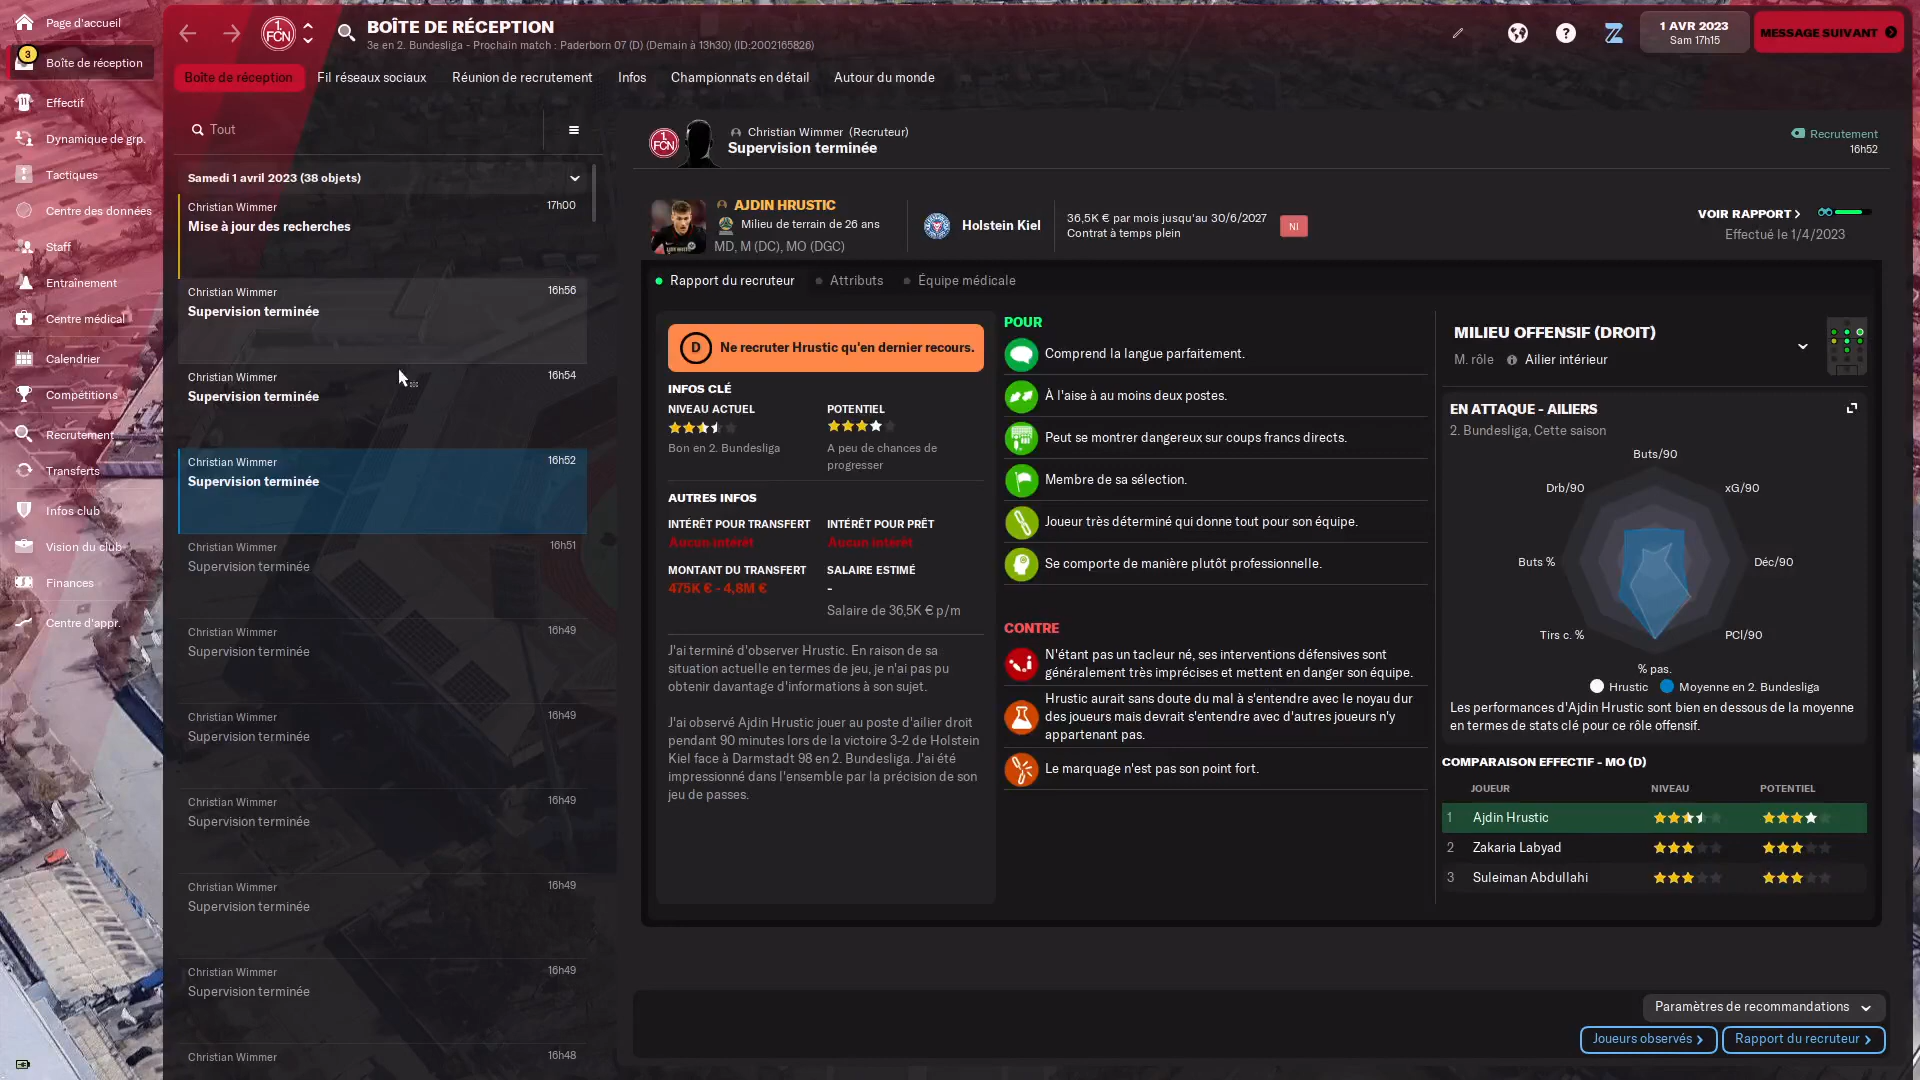 Page d'accueil
3
Boîte de réception
Effectif
Dynamique de grp.
Tactiques
Centre des données
Staff
Entraînement
Centre médical
Calendrier
Compétitions
Recrutement
Transferts
Infos club
Vision du club
Finances
Centre d'appr.
1. FCN
BOÎTE DE RÉCEPTION
3e en 2. Bundesliga - Prochain match : Paderborn 07 (D) (Demain à 13h30) (ID:2002165826)
1 AVR 2023
Sam 17h15
MESSAGE SUIVANT
Boîte de réception
Fil réseaux sociaux
Réunion de recrutement
Infos
Championnats en détail
Autour du monde
Tout
Samedi 1 avril 2023 (38 objets)
Christian Wimmer 17h00
Mise à jour des recherches
Christian Wimmer 16h56
Supervision terminée
Christian Wimmer 16h54
Supervision terminée
Christian Wimmer 16h52
Supervision terminée
Christian Wimmer 16h51
Supervision terminée
Christian Wimmer 16h49
Supervision terminée
Christian Wimmer 16h49
Supervision terminée
Christian Wimmer 16h49
Supervision terminée
Christian Wimmer 16h49
Supervision terminée
Christian Wimmer 16h49
Supervision terminée
Christian Wimmer 16h48
1. FCN
Christian Wimmer (Recruteur)
Supervision terminée
Recrutement
16h52
AJDIN HRUSTIC
Milieu de terrain de 26 ans
MD, M (DC), MO (DGC)
Holstein Kiel
36,5K € par mois jusqu'au 30/6/2027
Contrat à temps plein
NI
VOIR RAPPORT >
Effectué le 1/4/2023
Rapport du recruteur
Attributs
Équipe médicale
D Ne recruter Hrustic qu'en dernier recours.
INFOS CLÉ
NIVEAU ACTUEL POTENTIEL
Bon en 2. Bundesliga
A peu de chances de
progresser
AUTRES INFOS
INTÉRÊT POUR TRANSFERT INTÉRÊT POUR PRÊT
Aucun intérêt Aucun intérêt
MONTANT DU TRANSFERT SALAIRE ESTIMÉ
475K € - 4,8M € -
Salaire de 36,5K € p/m
J'ai terminé d'observer Hrustic. En raison de sa
situation actuelle en termes de jeu, je n'ai pas pu
obtenir davantage d'informations à son sujet.
J'ai observé Ajdin Hrustic jouer au poste d'ailier droit
pendant 90 minutes lors de la victoire 3-2 de Holstein
Kiel face à Darmstadt 98 en 2. Bundesliga. J'ai été
impressionné dans l'ensemble par la précision de son
jeu de passes.
POUR
Comprend la langue parfaitement.
À l'aise à au moins deux postes.
Peut se montrer dangereux sur coups francs directs.
Membre de sa sélection.
Joueur très déterminé qui donne tout pour son équipe.
Se comporte de manière plutôt professionnelle.
CONTRE
N'étant pas un tacleur né, ses interventions défensives sont
généralement très imprécises et mettent en danger son équipe.
Hrustic aurait sans doute du mal à s'entendre avec le noyau dur
des joueurs mais devrait s'entendre avec d'autres joueurs n'y
appartenant pas.
Le marquage n'est pas son point fort.
MILIEU OFFENSIF (DROIT)
M. rôle Ailier intérieur
EN ATTAQUE - AILIERS
2. Bundesliga, Cette saison
Buts/90
Drb/90 xG/90
Buts % Déc/90
Tirs c. % PCl/90
% pas.
Hrustic Moyenne en 2. Bundesliga
Les performances d'Ajdin Hrustic sont bien en dessous de la moyenne
en termes de stats clé pour ce rôle offensif.
COMPARAISON EFFECTIF - MO (D)
JOUEUR NIVEAU POTENTIEL
1 Ajdin Hrustic
2 Zakaria Labyad
3 Suleiman Abdullahi
Paramètres de recommandations
Joueurs observés >
Rapport du recruteur >